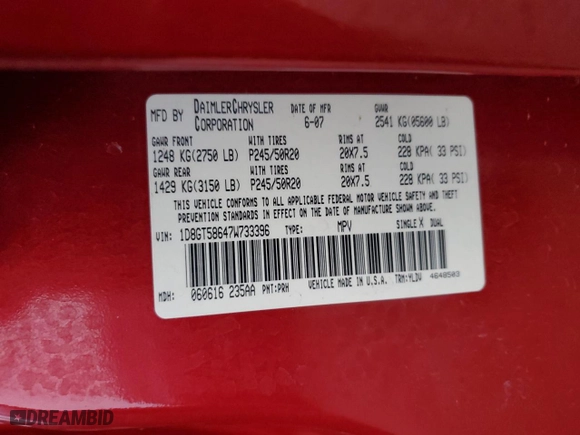 MFD BY DAIMLERCHRYSLER CORPORATION DATE OF MFR 6-07 GVWR 2541 KG(05600 LB)
GAWR FRONT WITH TIRES RIMS AT COLD
1248 KG(2750 LB) P245/50R20 20X7.5 228 KPA( 33 PSI)
GAWR REAR WITH TIRES RIMS AT COLD
1429 KG(3150 LB) P245/50R20 20X7.5 228 KPA( 33 PSI)
THIS VEHICLE CONFORMS TO ALL APPLICABLE FEDERAL MOTOR VEHICLE SAFETY AND THEFT
PREVENTION STANDARDS IN EFFECT ON THE DATE OF MANUFACTURE SHOWN ABOVE.
VIN: 1D8GT58647W733396 TYPE: MPV SINGLE X DUAL
MDH: 060616 235AA PNT:PRH VEHICLE MADE IN U.S.A. TRM:YLDV 4648503
DREAMBID